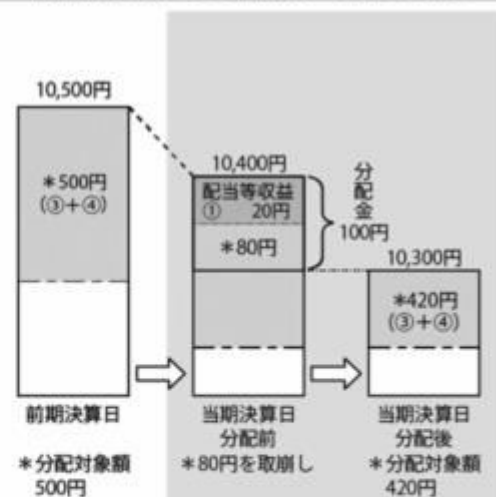 10,500円
＊500円
(③+④)
前期決算日
＊分配対象額
500円
10,400円
配当等収益
① 20円
＊80円
分配金
100円
当期決算日
分配前
＊80円を取崩し
10,300円
＊420円
(③+④)
当期決算日
分配後
＊分配対象額
420円